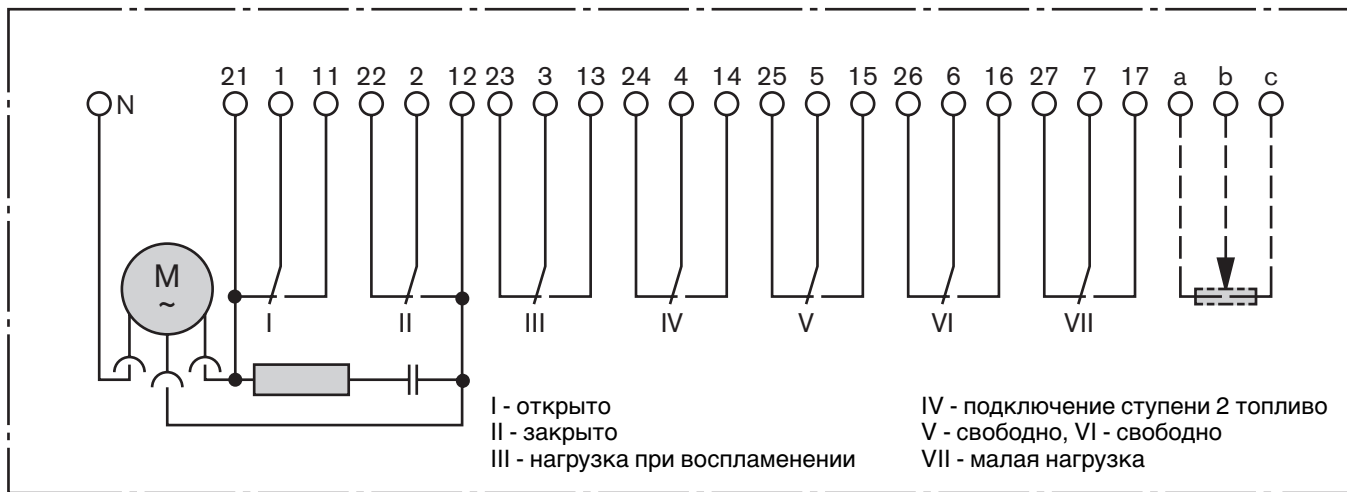 21 1 11 22 2 12 23 3 13 24 4 14 25 5 15 26 6 16 27 7 17 a b c
N
M
~
I II III IV V VI VII
I - открыто
II - закрыто
III - нагрузка при воспламенении
IV - подключение ступени 2 топливо
V - свободно, VI - свободно
VII - малая нагрузка